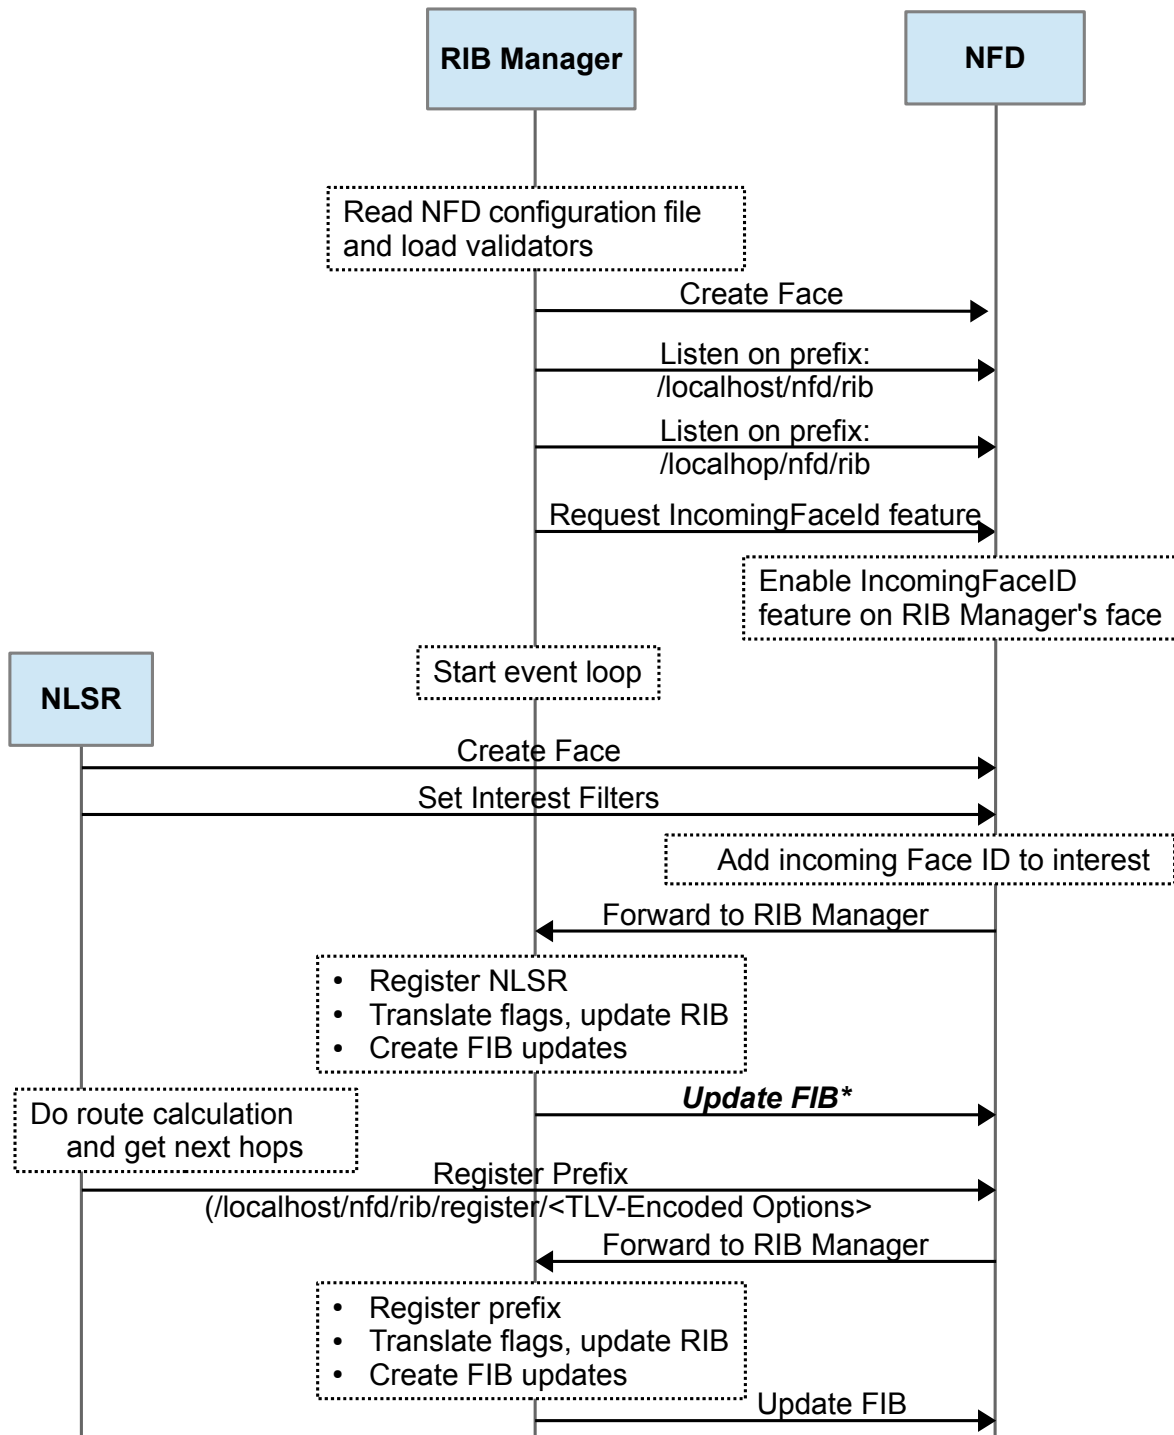 RIB Manager
NFD
Read NFD configuration file
and load validators
Create Face
Listen on prefix:
/localhost/nfd/rib
Listen on prefix:
/localhop/nfd/rib
Request IncomingFaceId feature
Enable IncomingFaceID
feature on RIB Manager's face
Start event loop
NLSR
Create Face
Set Interest Filters
Add incoming Face ID to interest
Forward to RIB Manager
• Register NLSR
• Translate flags, update RIB
• Create FIB updates
Update FIB*
Do route calculation
and get next hops
Register Prefix
(/localhost/nfd/rib/register/<TLV-Encoded Options>
Forward to RIB Manager
• Register prefix
• Translate flags, update RIB
• Create FIB updates
Update FIB